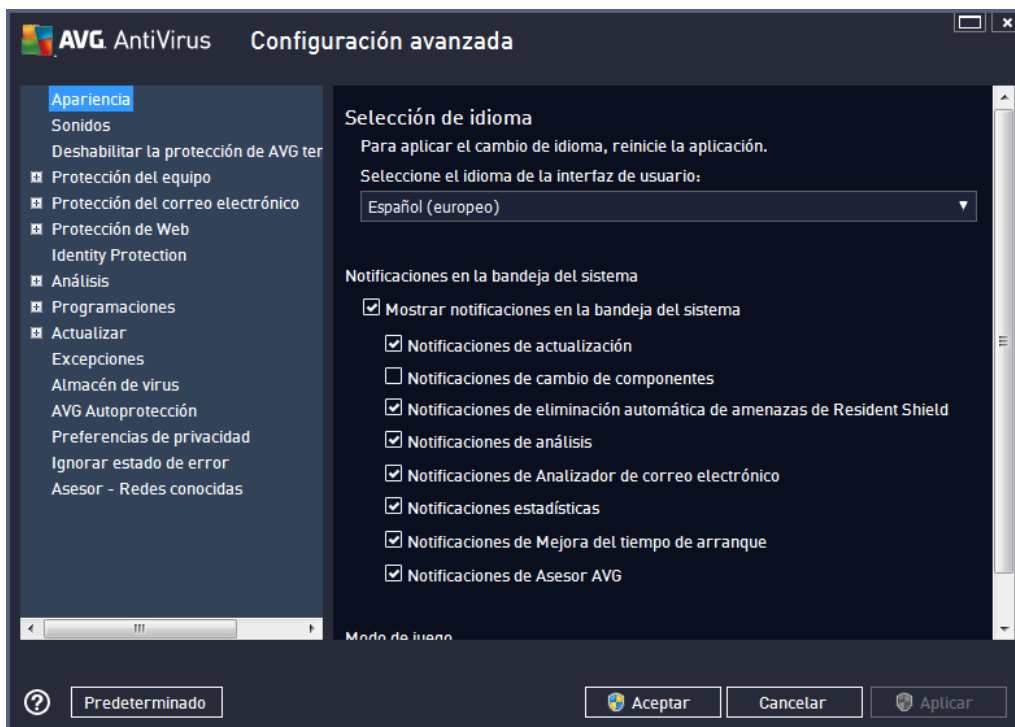 AVG. AntiVirus
Configuración avanzada
Apariencia
Sonidos
Deshabilitar la protección de AVG ter
Protección del equipo
Protección del correo electrónico
Protección de Web
Identity Protection
Análisis
Programaciones
Actualizar
Excepciones
Almacén de virus
AVG Autoprotección
Preferencias de privacidad
Ignorar estado de error
Asesor - Redes conocidas
Selección de idioma
Para aplicar el cambio de idioma, reinicie la aplicación.
Seleccione el idioma de la interfaz de usuario:
Español (europeo)
Notificaciones en la bandeja del sistema
Mostrar notificaciones en la bandeja del sistema
Notificaciones de actualización
Notificaciones de cambio de componentes
Notificaciones de eliminación automática de amenazas de Resident Shield
Notificaciones de análisis
Notificaciones de Analizador de correo electrónico
Notificaciones estadísticas
Notificaciones de Mejora del tiempo de arranque
Notificaciones de Asesor AVG
Modo de juego
Predeterminado
Aceptar
Cancelar
Aplicar